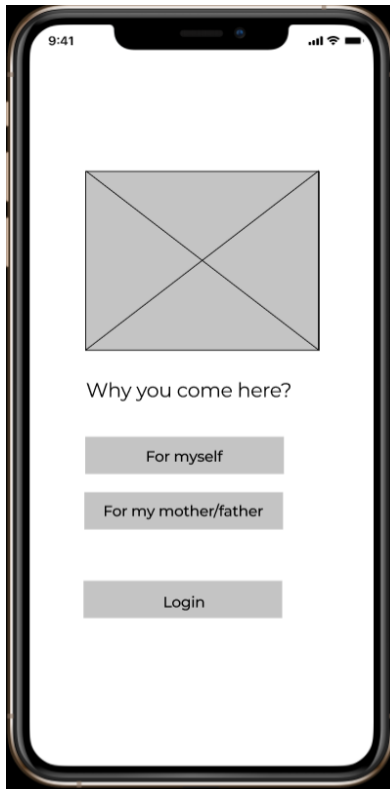 9:41
Why you come here?
For myself
For my mother/father
Login